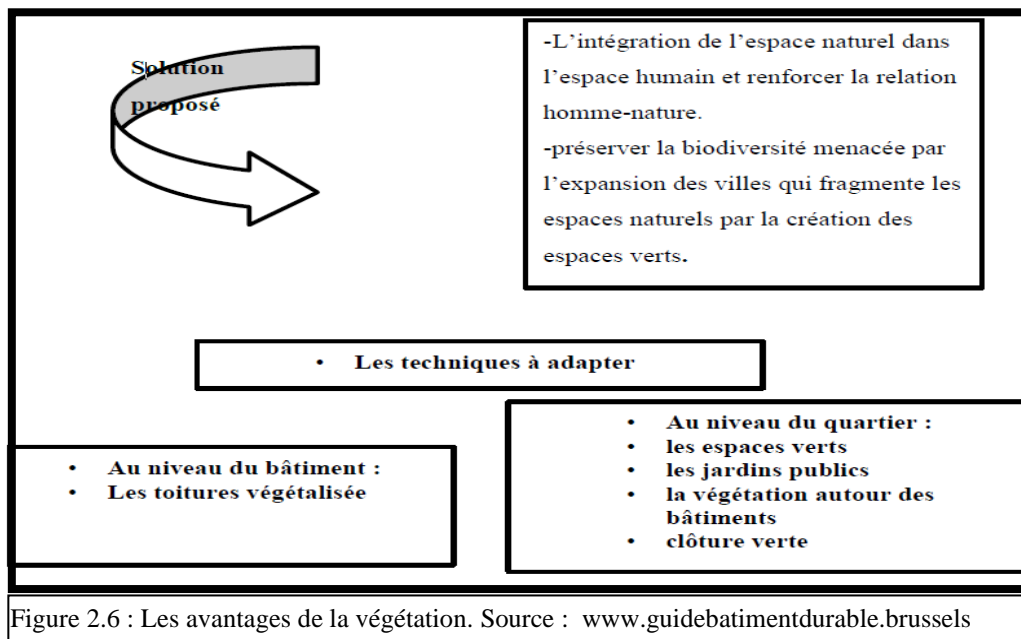 Solution
proposé
-L’intégration de l’espace naturel dans
l’espace humain et renforcer la relation
homme-nature.
-préserver la biodiversité menacée par
l’expansion des villes qui fragmente les
espaces naturels par la création des
espaces verts.
• Les techniques à adapter
• Au niveau du bâtiment :
• Les toitures végétalisée
• Au niveau du quartier :
• les espaces verts
• les jardins publics
• la végétation autour des
bâtiments
• clôture verte
Figure 2.6 : Les avantages de la végétation. Source : www.guidebatimentdurable.brussels